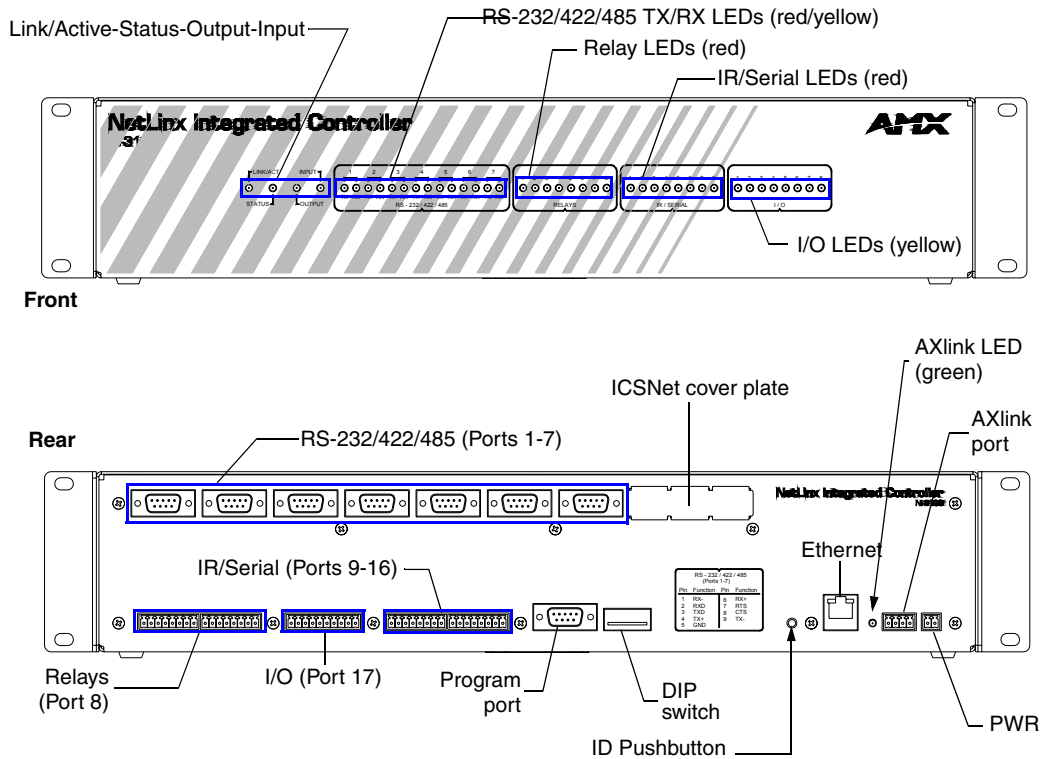 RS-232/422/485 TX/RX LEDs (red/yellow)
Link/Active-Status-Output-Input
Relay LEDs (red)
IR/Serial LEDs (red)
NetLinx Integrated Controller
AMX
LINK/ACT INPUT
1 2 3 4 5 6 7
STATUS OUTPUT
RS - 232 / 422 / 485
RELAYS
IR / SERIAL
I / O
I/O LEDs (yellow)
Front
AXlink LED
(green)
ICSNet cover plate
AXlink
port
Rear
RS-232/422/485 (Ports 1-7)
NetLinx Integrated Controller
Ethernet
IR/Serial (Ports 9-16)
RS - 232 / 422 / 485
(Ports 1-7)
Pin Function Pin Function
1 RX- 6 RX+
2 RXD 7 RTS
3 TXD 8 CTS
4 TX+ 9 TX-
5 GND
Relays
(Port 8)
I/O (Port 17)
Program
port
DIP
switch
PWR
ID Pushbutton